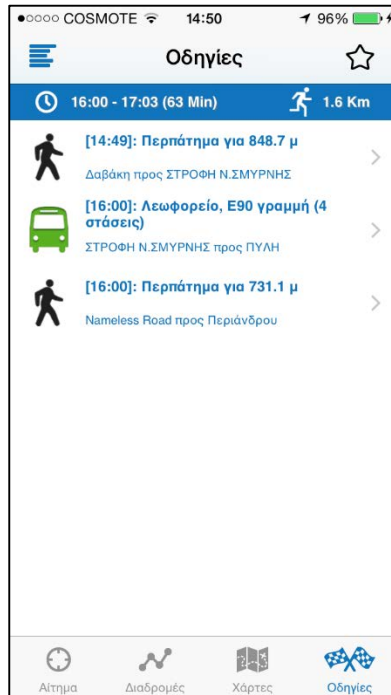 COSMOTE 14:50 96%
Οδηγίες
16:00 - 17:03 (63 Min) 1.6 Km
[14:49]: Περπάτημα για 848.7 μ
Δαβάκη προς ΣΤΡΟΦΗ Ν.ΣΜΥΡΝΗΣ
[16:00]: Λεωφορείο, Ε90 γραμμή (4
στάσεις)
ΣΤΡΟΦΗ Ν.ΣΜΥΡΝΗΣ προς ΠΥΛΗ
[16:00]: Περπάτημα για 731.1 μ
Nameless Road προς Περιάνδρου
Αίτημα Διαδρομές Χάρτες Οδηγίες